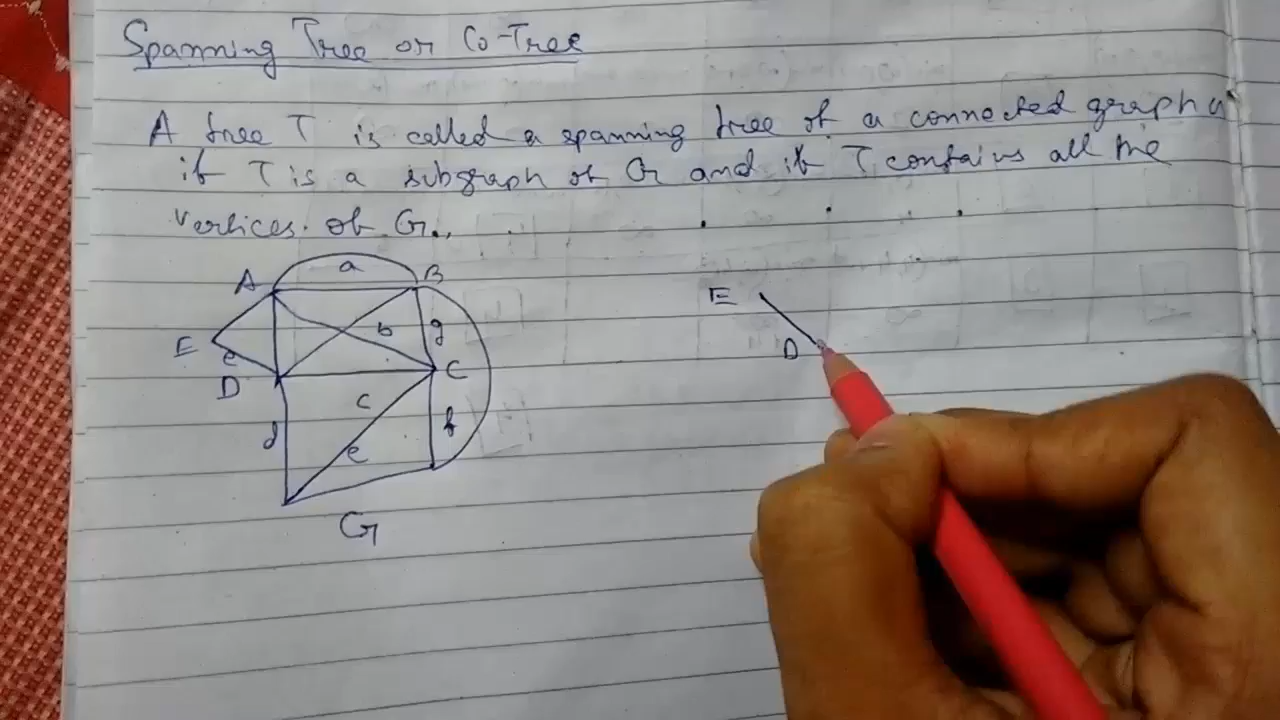 Spanning Tree or Co-Tree
A tree T is called a spanning tree of a connected graph G
if T is a subgraph of G and if T contains all the
vertices of G.
A a B
E e b g
D C
c
d e f
G
E
D